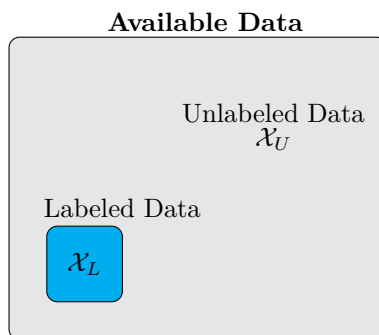 Available Data
Unlabeled Data
𝒳_U
Labeled Data
𝒳_L